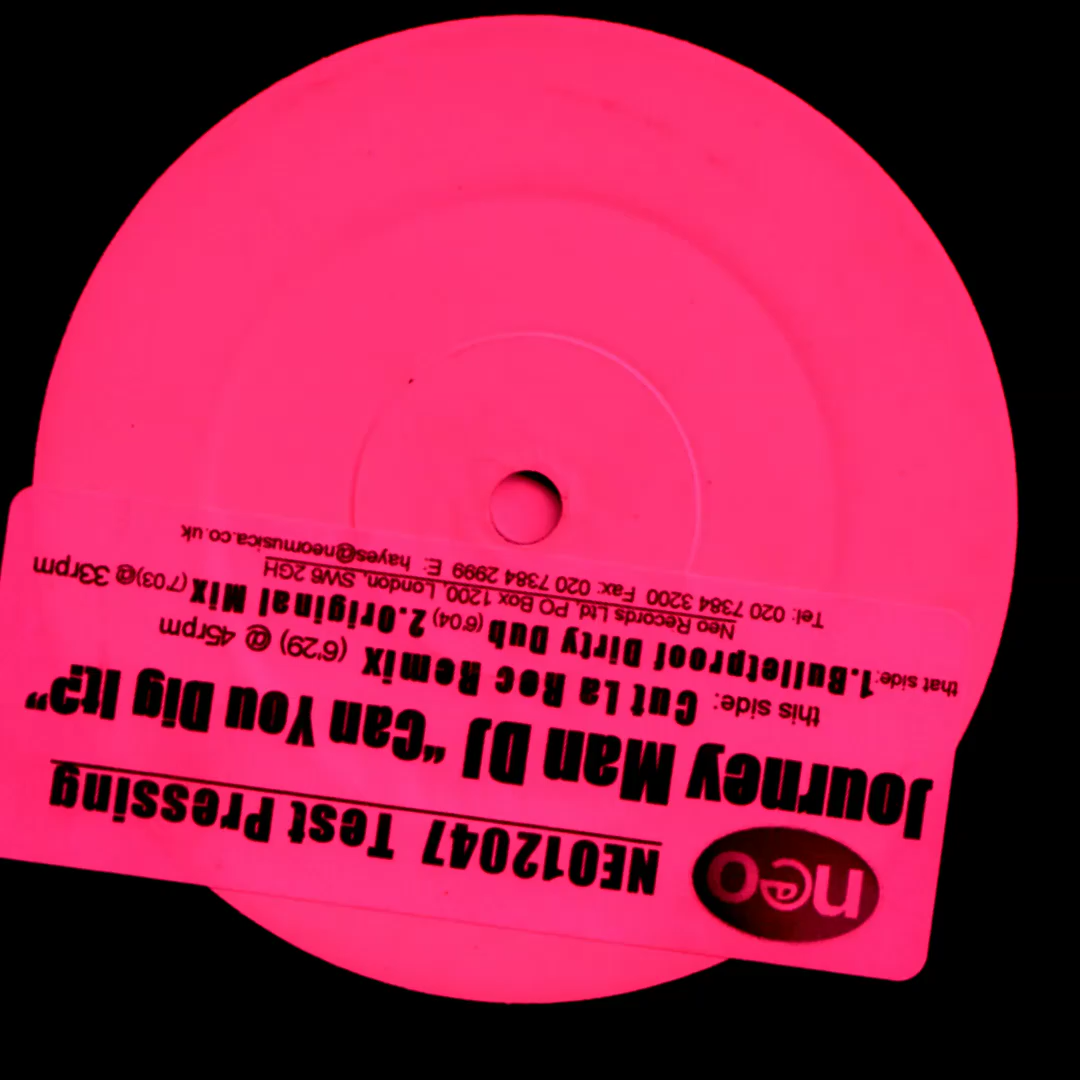 neo
NEO12047 Test Pressing
Journey Man DJ “Can You Dig It?”
this side: Cut La Roc Remix (6'29) @ 45rpm
that side: 1.Bulletproof Dirty Dub (6'04) 2.Original Mix (7'03)@ 33rpm
Neo Records Ltd, PO Box 1200, London, SW6 2GH
Tel: 020 7384 3200 Fax: 020 7384 2999 E: hayes@neomusica.co.uk